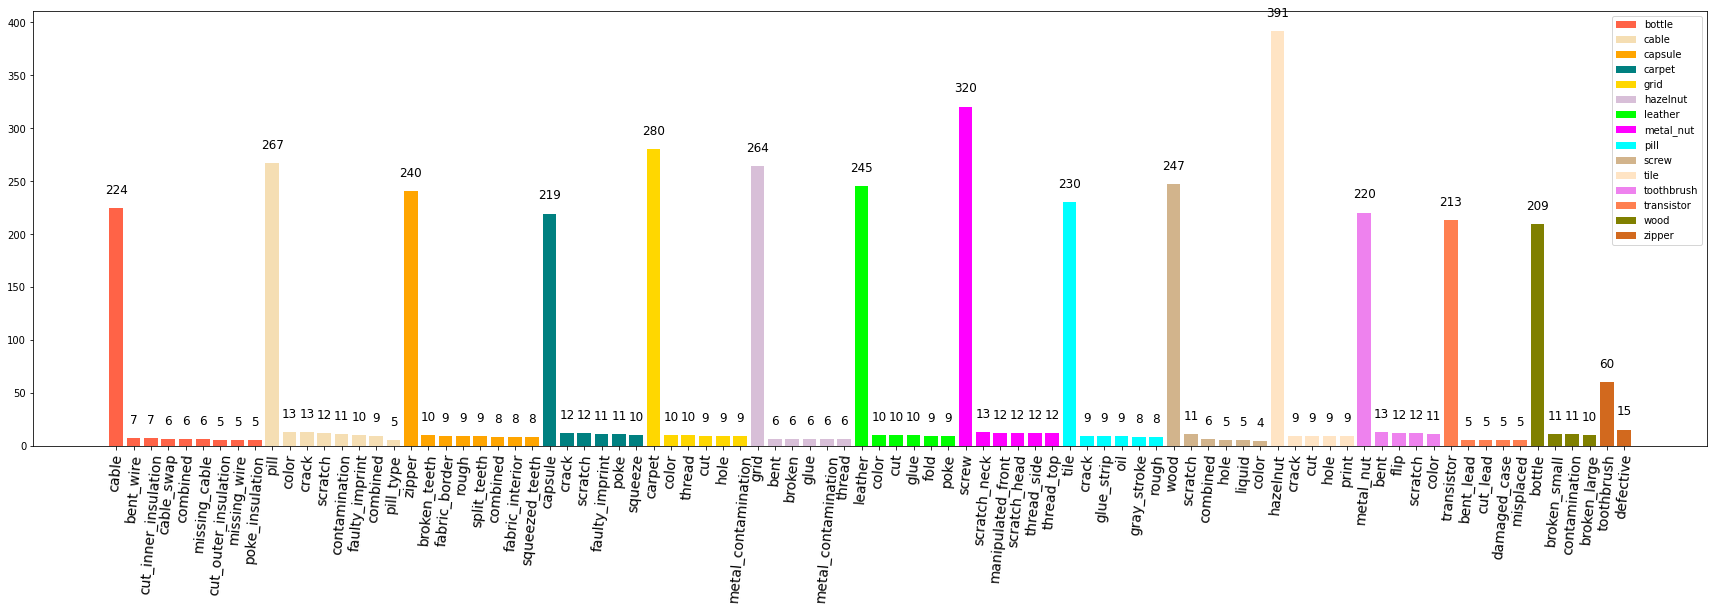 400
350
300
250
200
150
100
50
0
224 7 7 6 6 6 5 5 5 267 13 13 12 11 10 9 5 240 10 9 9 9 8 8 8 219 12 12 11 11 10 280 10 10 9 9 9 264 6 6 6 6 6 245 10 10 10 9 9 320 13 12 12 12 12 230 9 9 9 8 8 247 11 6 5 5 4 391 9 9 9 9 220 13 12 12 11 213 5 5 5 5 209 11 11 10 60 15
cable
bent_wire
cut_inner_insulation
cable_swap
combined
missing_cable
cut_outer_insulation
missing_wire
poke_insulation
pill
color
crack
scratch
contamination
faulty_imprint
combined
pill_type
zipper
broken_teeth
fabric_border
rough
split_teeth
combined
fabric_interior
squeezed_teeth
capsule
crack
scratch
faulty_imprint
poke
squeeze
carpet
color
thread
cut
hole
metal_contamination
grid
bent
broken
glue
metal_contamination
thread
leather
color
cut
glue
fold
poke
screw
scratch_neck
manipulated_front
scratch_head
thread_side
thread_top
tile
crack
glue_strip
oil
gray_stroke
rough
wood
scratch
combined
hole
liquid
color
hazelnut
crack
cut
hole
print
metal_nut
bent
flip
scratch
color
transistor
bent_lead
cut_lead
damaged_case
misplaced
bottle
broken_small
contamination
broken_large
toothbrush
defective
bottle
cable
capsule
carpet
grid
hazelnut
leather
metal_nut
pill
screw
tile
toothbrush
transistor
wood
zipper